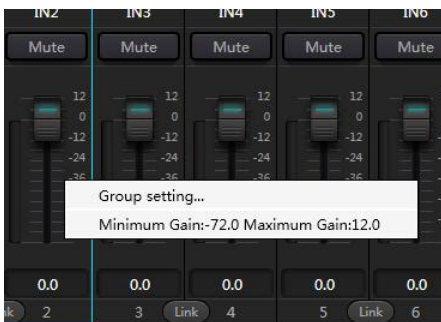 IN2 IN3 IN4 IN5 IN6
Mute Mute Mute Mute Mute
12 12 12 12
0 0 0 0
-12 -12 -12 -12
-24 -24 -24 -24
-36 -36 -36 -36
Group setting...
Minimum Gain:-72.0 Maximum Gain:12.0
0.0 0.0 0.0 0.0 0.0
2 3 Link 4 5 Link 6